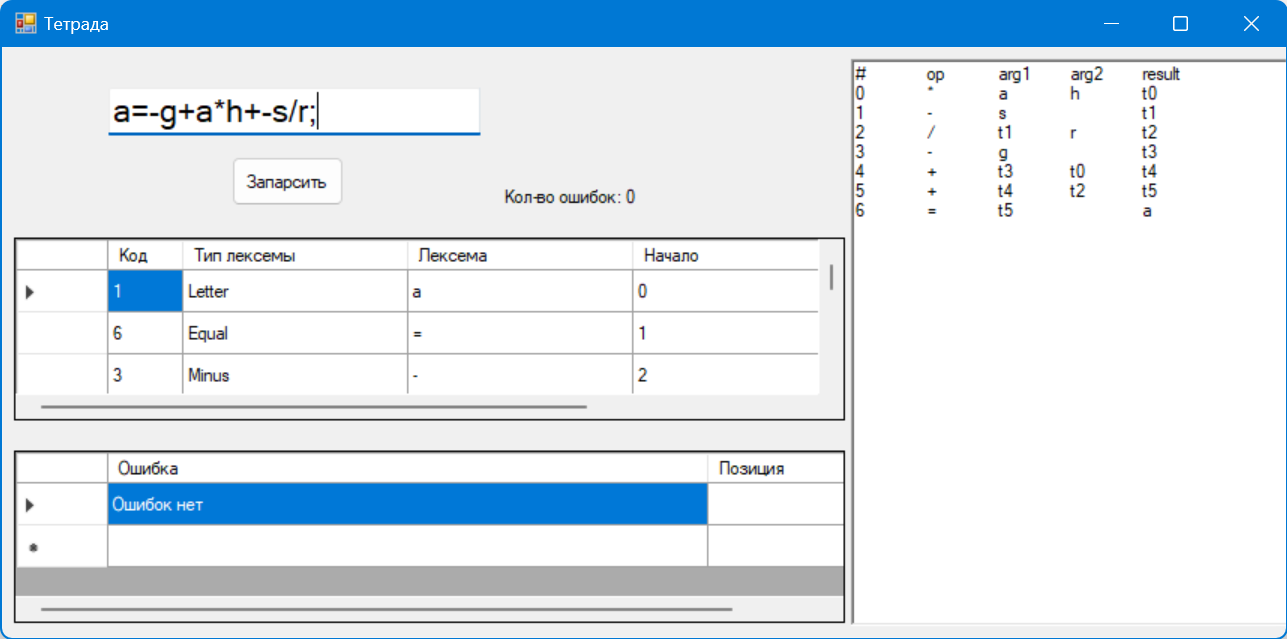 Тетрада
a=-g+a*h+-s/r;
Запарсить
Кол-во ошибок: 0
Код Тип лексемы Лексема Начало
1 Letter a 0
6 Equal = 1
3 Minus - 2
Ошибка Позиция
Ошибок нет
# op arg1 arg2 result
0 * a h t0
1 - s t1
2 / t1 r t2
3 - g t3
4 + t3 t0 t4
5 + t4 t2 t5
6 = t5 a